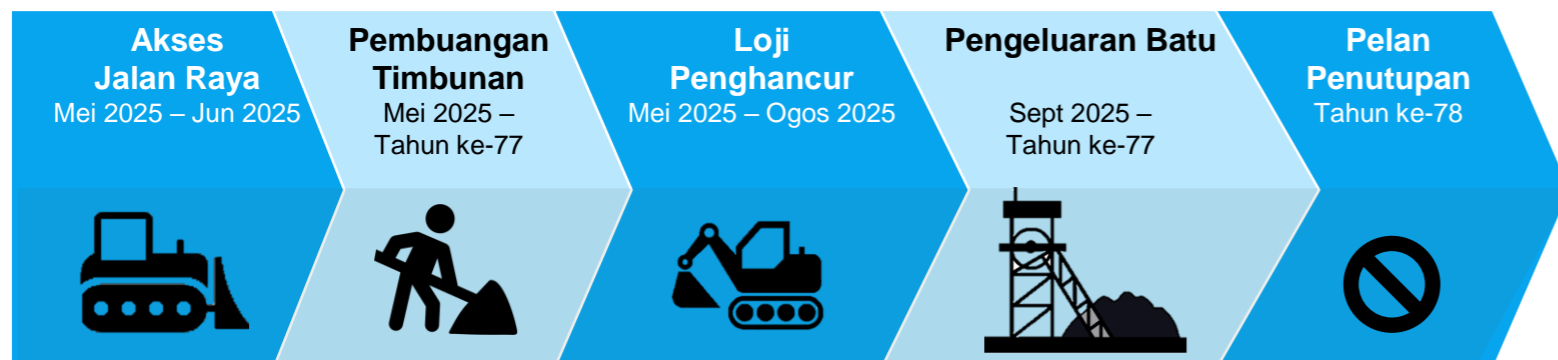 Akses
Jalan Raya
Mei 2025 – Jun 2025
Pembuangan
Timbunan
Mei 2025 –
Tahun ke-77
Loji
Penghancur
Mei 2025 – Ogos 2025
Pengeluaran Batu
Sept 2025 –
Tahun ke-77
Pelan
Penutupan
Tahun ke-78